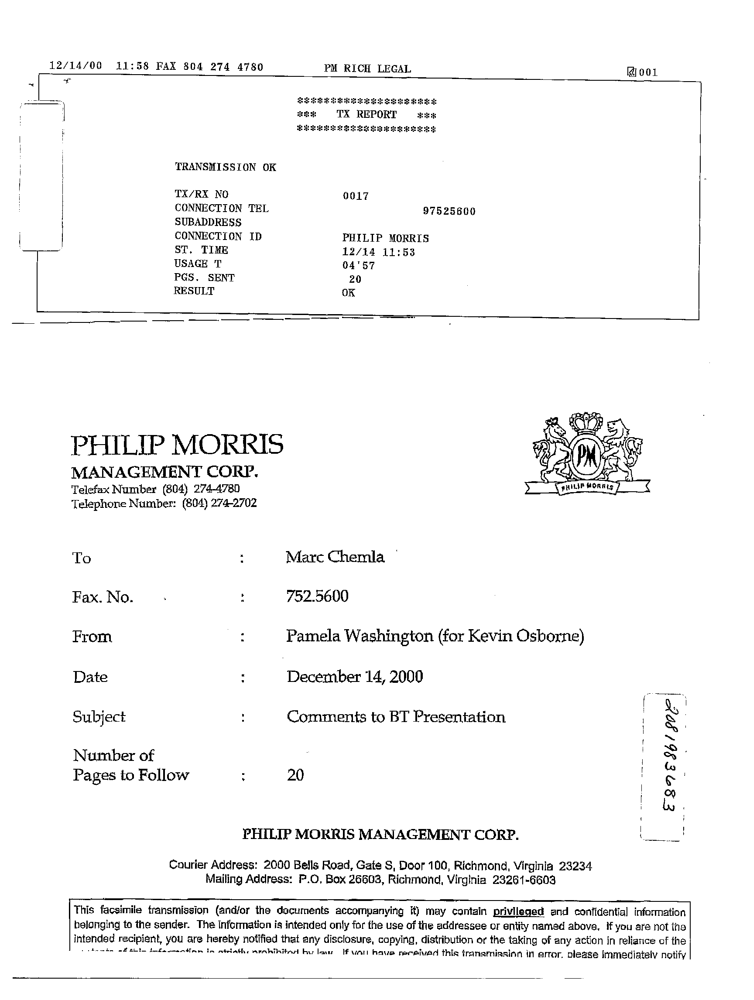 12/14/00 11:58 FAX 804 274 4780 PM RICH LEGAL 001
*********************
*** TX REPORT ***
*********************
TRANSMISSION OK
TX/RX NO 0017
CONNECTION TEL 97525600
SUBADDRESS
CONNECTION ID PHILIP MORRIS
ST. TIME 12/14 11:53
USAGE T 04'57
PGS. SENT 20
RESULT OK
PHILIP MORRIS
MANAGEMENT CORP.
Telefax Number (804) 274-4780
Telephone Number: (804) 274-2702
PM
PHILIP MORRIS
To : Marc Chemla
Fax. No. : 752.5600
From : Pamela Washington (for Kevin Osborne)
Date : December 14, 2000
Subject : Comments to BT Presentation
Number of
Pages to Follow : 20
2081983683
PHILIP MORRIS MANAGEMENT CORP.
Courier Address: 2000 Bells Road, Gate S, Door 100, Richmond, Virginia 23234
Mailing Address: P.O. Box 26603, Richmond, Virginia 23261-6603
This facsimile transmission (and/or the documents accompanying it) may contain privileged and confidential information
belonging to the sender. The information is intended only for the use of the addressee or entity named above. If you are not the
intended recipient, you are hereby notified that any disclosure, copying, distribution or the taking of any action in reliance of the
of this information is strictly prohibited by law. If you have received this transmission in error, please immediately notify